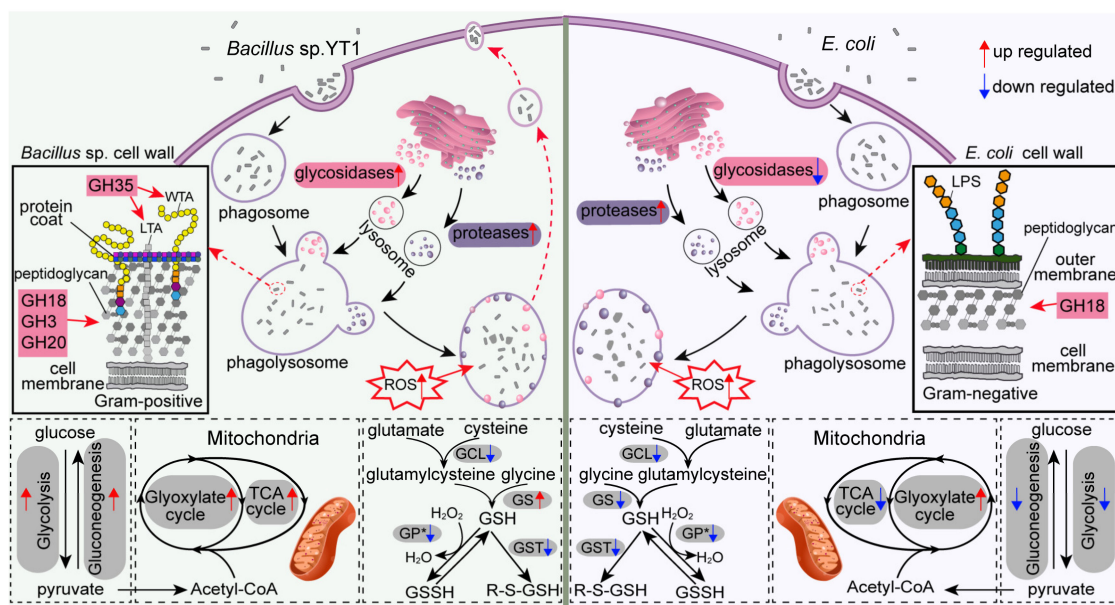 Bacillus sp.YT1
E. coli
up regulated
down regulated
Bacillus sp. cell wall
GH35
WTA
protein
coat
LTA
peptidoglycan
GH18
GH3
GH20
cell
membrane
Gram-positive
phagosome
glycosidases
lysosome
proteases
phagolysosome
ROS
glycosidases
proteases
lysosome
phagosome
phagolysosome
ROS
E. coli cell wall
LPS
peptidoglycan
outer
membrane
GH18
cell
membrane
Gram-negative
glucose
Glycolysis
Gluconeogenesis
pyruvate
Mitochondria
Glyoxylate
cycle
TCA
cycle
Acetyl-CoA
glutamate
cysteine
GCL
glutamylcysteine
glycine
GS
GSH
H2O2
GP*
H2O
GST
GSSH
R-S-GSH
cysteine
glutamate
GCL
glycine
glutamylcysteine
GS
GSH
H2O2
GST
GP*
H2O
R-S-GSH
GSSH
Mitochondria
TCA
cycle
Glyoxylate
cycle
Acetyl-CoA
glucose
Gluconeogenesis
Glycolysis
pyruvate